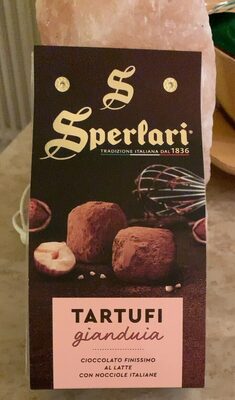 S
Sperlari
TRADIZIONE ITALIANA DAL 1836
TARTUFI
gianduia
CIOCCOLATO FINISSIMO
AL LATTE
CON NOCCIOLE ITALIANE